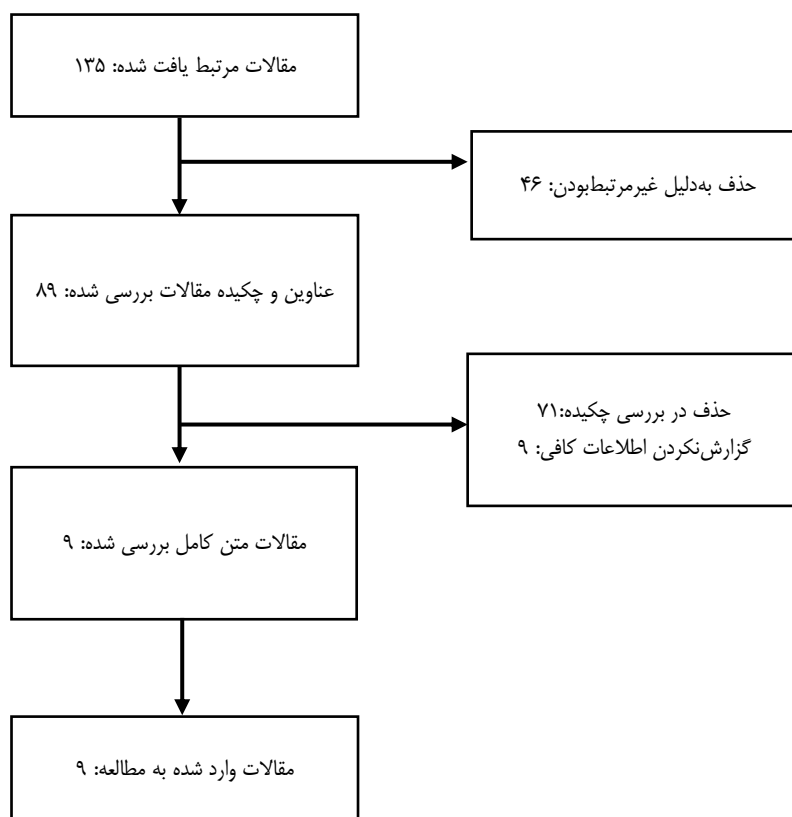 مقالات مرتبط یافت شده: ۱۳۵
حذف به‌دلیل غیرمرتبط‌بودن: ۴۶
عناوین و چکیده مقالات بررسی شده: ۸۹
حذف در بررسی چکیده:۷۱
گزارش‌نکردن اطلاعات کافی: ۹
مقالات متن کامل بررسی شده: ۹
مقالات وارد شده به مطالعه: ۹